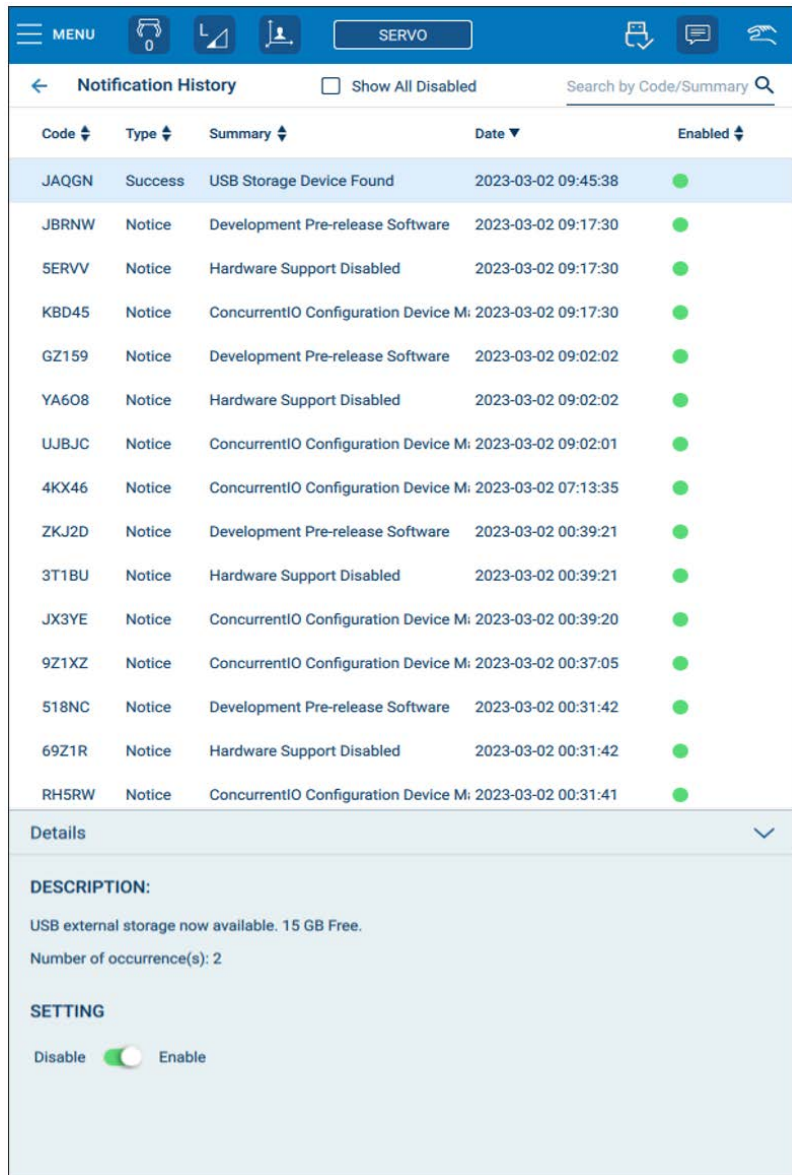 MENU 0 L SERVO
Notification History Show All Disabled Search by Code/Summary
Code Type Summary Date Enabled
JAQGN Success USB Storage Device Found 2023-03-02 09:45:38
JBRNW Notice Development Pre-release Software 2023-03-02 09:17:30
5ERVV Notice Hardware Support Disabled 2023-03-02 09:17:30
KBD45 Notice ConcurrentIO Configuration Device Ma 2023-03-02 09:17:30
GZ159 Notice Development Pre-release Software 2023-03-02 09:02:02
YA6O8 Notice Hardware Support Disabled 2023-03-02 09:02:02
UJBJC Notice ConcurrentIO Configuration Device Ma 2023-03-02 09:02:01
4KX46 Notice ConcurrentIO Configuration Device Ma 2023-03-02 07:13:35
ZKJ2D Notice Development Pre-release Software 2023-03-02 00:39:21
3T1BU Notice Hardware Support Disabled 2023-03-02 00:39:21
JX3YE Notice ConcurrentIO Configuration Device Ma 2023-03-02 00:39:20
9Z1XZ Notice ConcurrentIO Configuration Device Ma 2023-03-02 00:37:05
518NC Notice Development Pre-release Software 2023-03-02 00:31:42
69Z1R Notice Hardware Support Disabled 2023-03-02 00:31:42
RH5RW Notice ConcurrentIO Configuration Device Ma 2023-03-02 00:31:41
Details
DESCRIPTION:
USB external storage now available. 15 GB Free.
Number of occurrence(s): 2
SETTING
Disable Enable